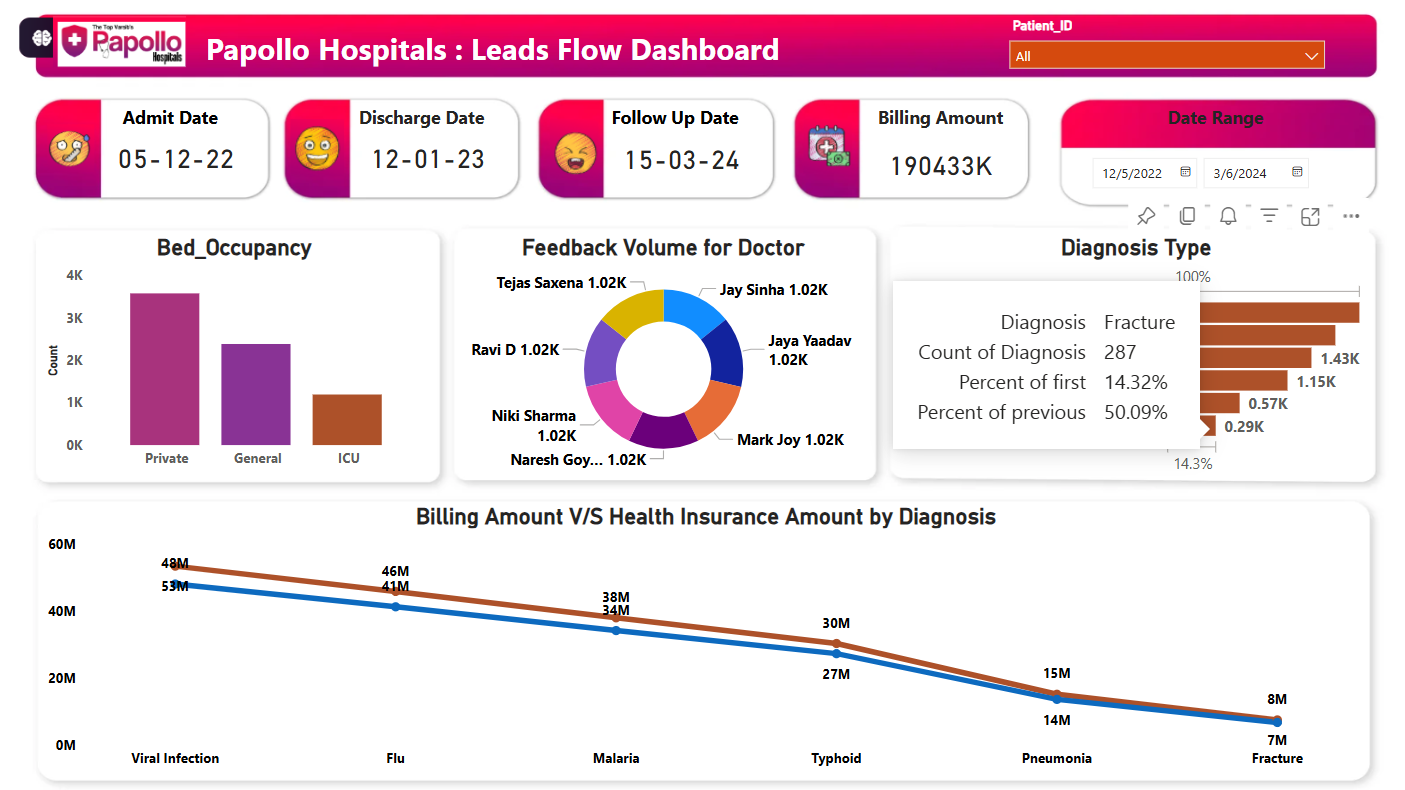 The Top Varsiti's
Papollo
Hospitals
Papollo Hospitals : Leads Flow Dashboard
Patient_ID
All
Admit Date
05-12-22
Discharge Date
12-01-23
Follow Up Date
15-03-24
Billing Amount
190433K
Date Range
12/5/2022
3/6/2024
Bed_Occupancy
4K
3K
2K
1K
0K
Count
Private
General
ICU
Feedback Volume for Doctor
Tejas Saxena 1.02K
Jay Sinha 1.02K
Jaya Yaadav
1.02K
Ravi D 1.02K
Niki Sharma
1.02K
Mark Joy 1.02K
Naresh Goy... 1.02K
Diagnosis Type
100%
Diagnosis Fracture
Count of Diagnosis 287
Percent of first 14.32%
Percent of previous 50.09%
1.43K
1.15K
0.57K
0.29K
14.3%
Billing Amount V/S Health Insurance Amount by Diagnosis
60M
40M
20M
0M
48M
53M
46M
41M
38M
34M
30M
27M
15M
14M
8M
7M
Viral Infection
Flu
Malaria
Typhoid
Pneumonia
Fracture